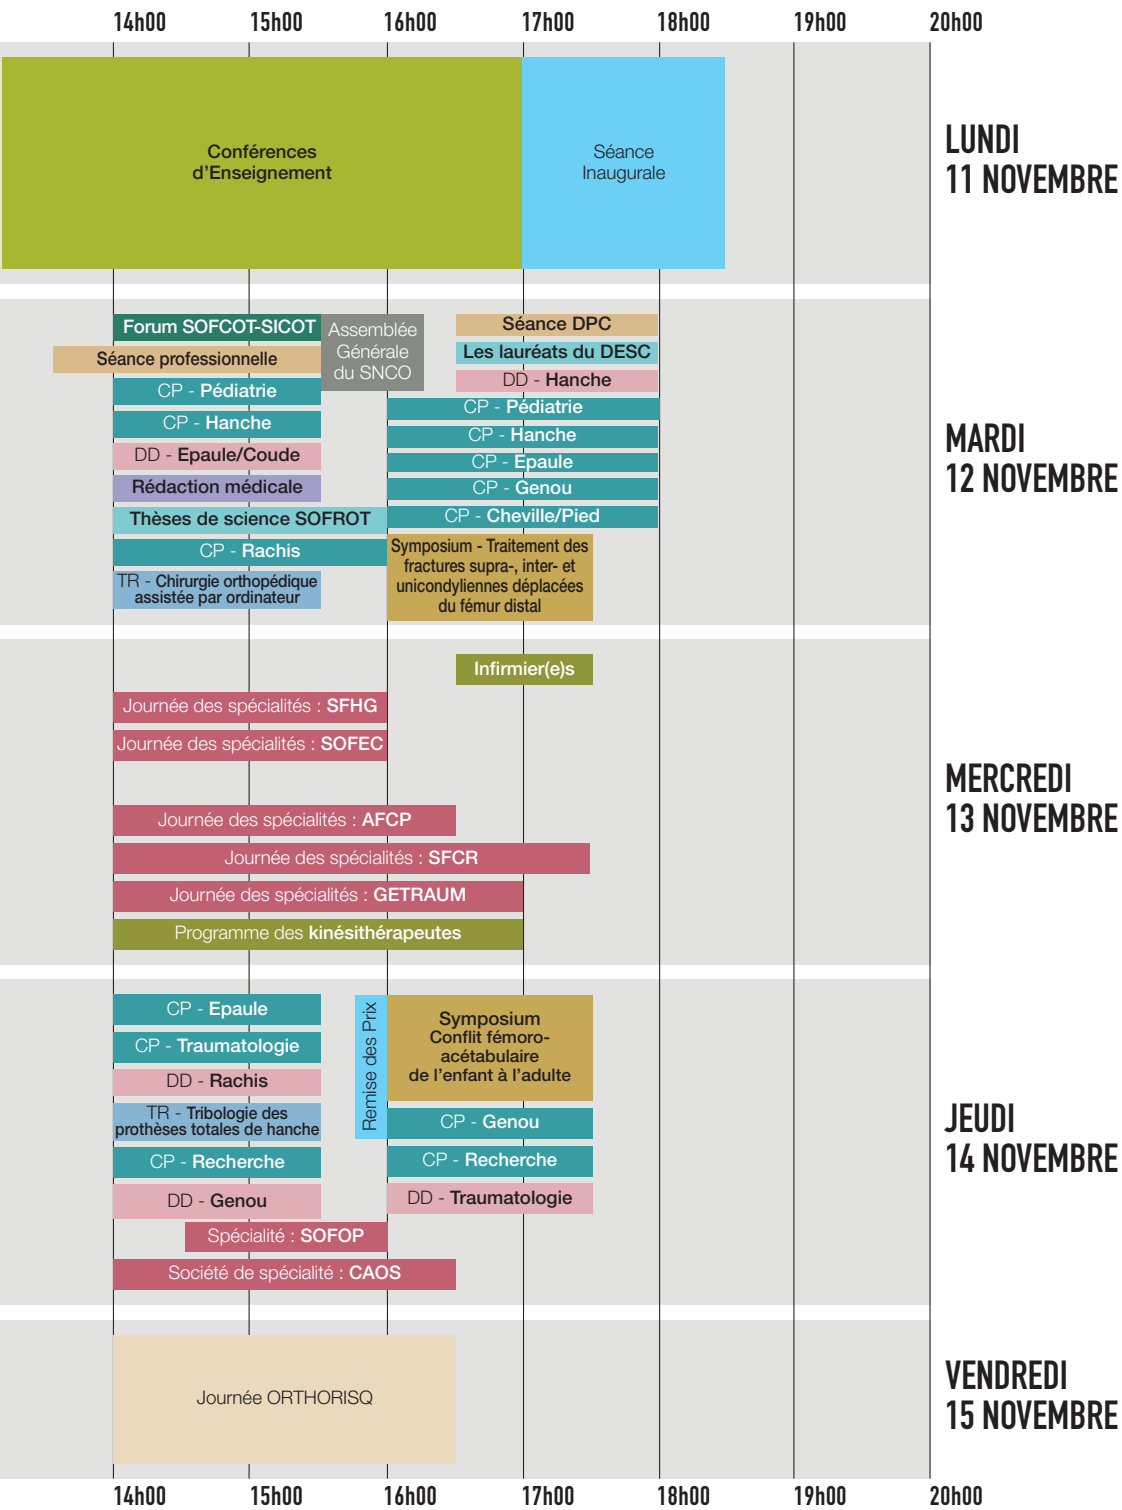 14h00 15h00 16h00 17h00 18h00 19h00 20h00
Conférences
d'Enseignement
Séance
Inaugurale
LUNDI
11 NOVEMBRE
Forum SOFCOT-SICOT
Séance professionnelle
CP - Pédiatrie
CP - Hanche
DD - Epaule/Coude
Rédaction médicale
Thèses de science SOFROT
CP - Rachis
TR - Chirurgie orthopédique
assistée par ordinateur
Assemblée
Générale
du SNCO
Séance DPC
Les lauréats du DESC
DD - Hanche
CP - Pédiatrie
CP - Hanche
CP - Epaule
CP - Genou
CP - Cheville/Pied
Symposium - Traitement des
fractures supra-, inter- et
unicondyliennes déplacées
du fémur distal
MARDI
12 NOVEMBRE
Infirmier(e)s
Journée des spécialités : SFHG
Journée des spécialités : SOFEC
Journée des spécialités : AFCP
Journée des spécialités : SFCR
Journée des spécialités : GETRAUM
Programme des kinésithérapeutes
MERCREDI
13 NOVEMBRE
CP - Epaule
CP - Traumatologie
DD - Rachis
TR - Tribologie des
prothèses totales de hanche
CP - Recherche
DD - Genou
Spécialité : SOFOP
Société de spécialité : CAOS
Remise des Prix
Symposium
Conflit fémoro-
acétabulaire
de l'enfant à l'adulte
CP - Genou
CP - Recherche
DD - Traumatologie
JEUDI
14 NOVEMBRE
Journée ORTHORISQ
VENDREDI
15 NOVEMBRE
14h00 15h00 16h00 17h00 18h00 19h00 20h00